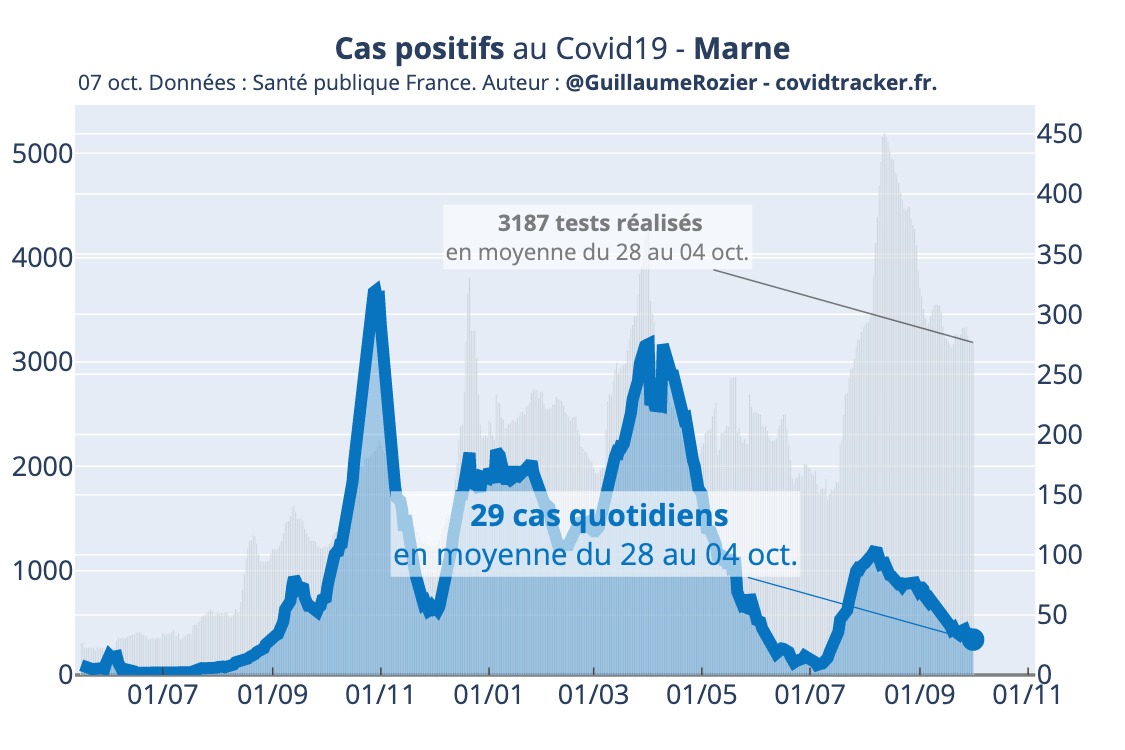 Cas positifs au Covid19 - Marne
07 oct. Données : Santé publique France. Auteur : @GuillaumeRozier - covidtracker.fr.
5000
4000
3000
2000
1000
0
450
400
350
300
250
200
150
100
50
0
3187 tests réalisés
en moyenne du 28 au 04 oct.
29 cas quotidiens
en moyenne du 28 au 04 oct.
01/07 01/09 01/11 01/01 01/03 01/05 01/07 01/09 01/11